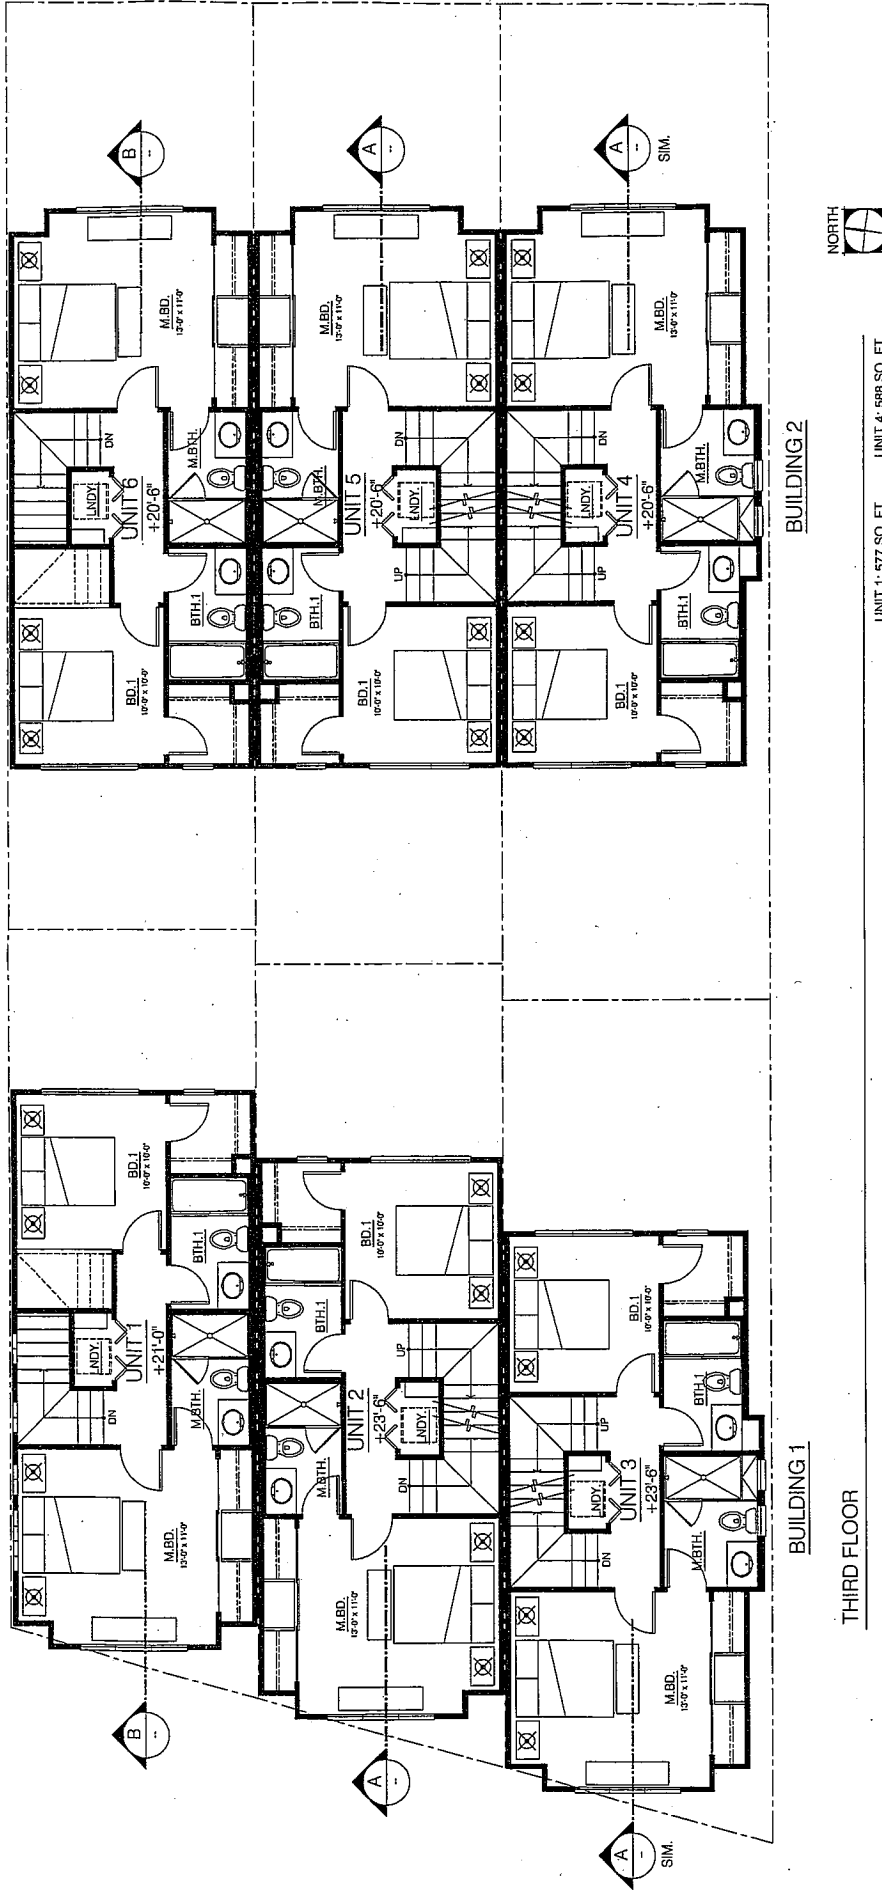 B
-
A
-
A
-
SIM.
NORTH
M.BD.
13'-0" x 11'-0"
M.BD.
13'-0" x 11'-0"
M.BD.
13'-0" x 11'-0"
DN
M.BTH.
LNDY.
UNIT 6
+20'-6"
BTH.1
BD.1
10'-0" x 10'-0"
DN
M.BTH.
LNDY.
UNIT 5
+20'-6"
UP
BTH.1
BD.1
10'-0" x 10'-0"
DN
M.BTH.
LNDY.
UNIT 4
+20'-6"
UP
BTH.1
BD.1
10'-0" x 10'-0"
BUILDING 2
UNIT 1: 577 SQ. FT.
UNIT 4: 588 SQ. FT.
BD.1
10'-0" x 10'-0"
BTH.1
LNDY.
UNIT 1
+21'-0"
DN
M.BTH.
M.BD.
13'-0" x 11'-0"
BD.1
10'-0" x 10'-0"
BTH.1
UP
UNIT 2
+23'-6"
LNDY.
DN
M.BTH.
M.BD.
13'-0" x 11'-0"
BD.1
10'-0" x 10'-0"
BTH.1
UP
LNDY.
UNIT 3
+23'-6"
DN
M.BTH.
M.BD.
13'-0" x 11'-0"
B
-
A
-
A
-
SIM.
BUILDING 1
THIRD FLOOR